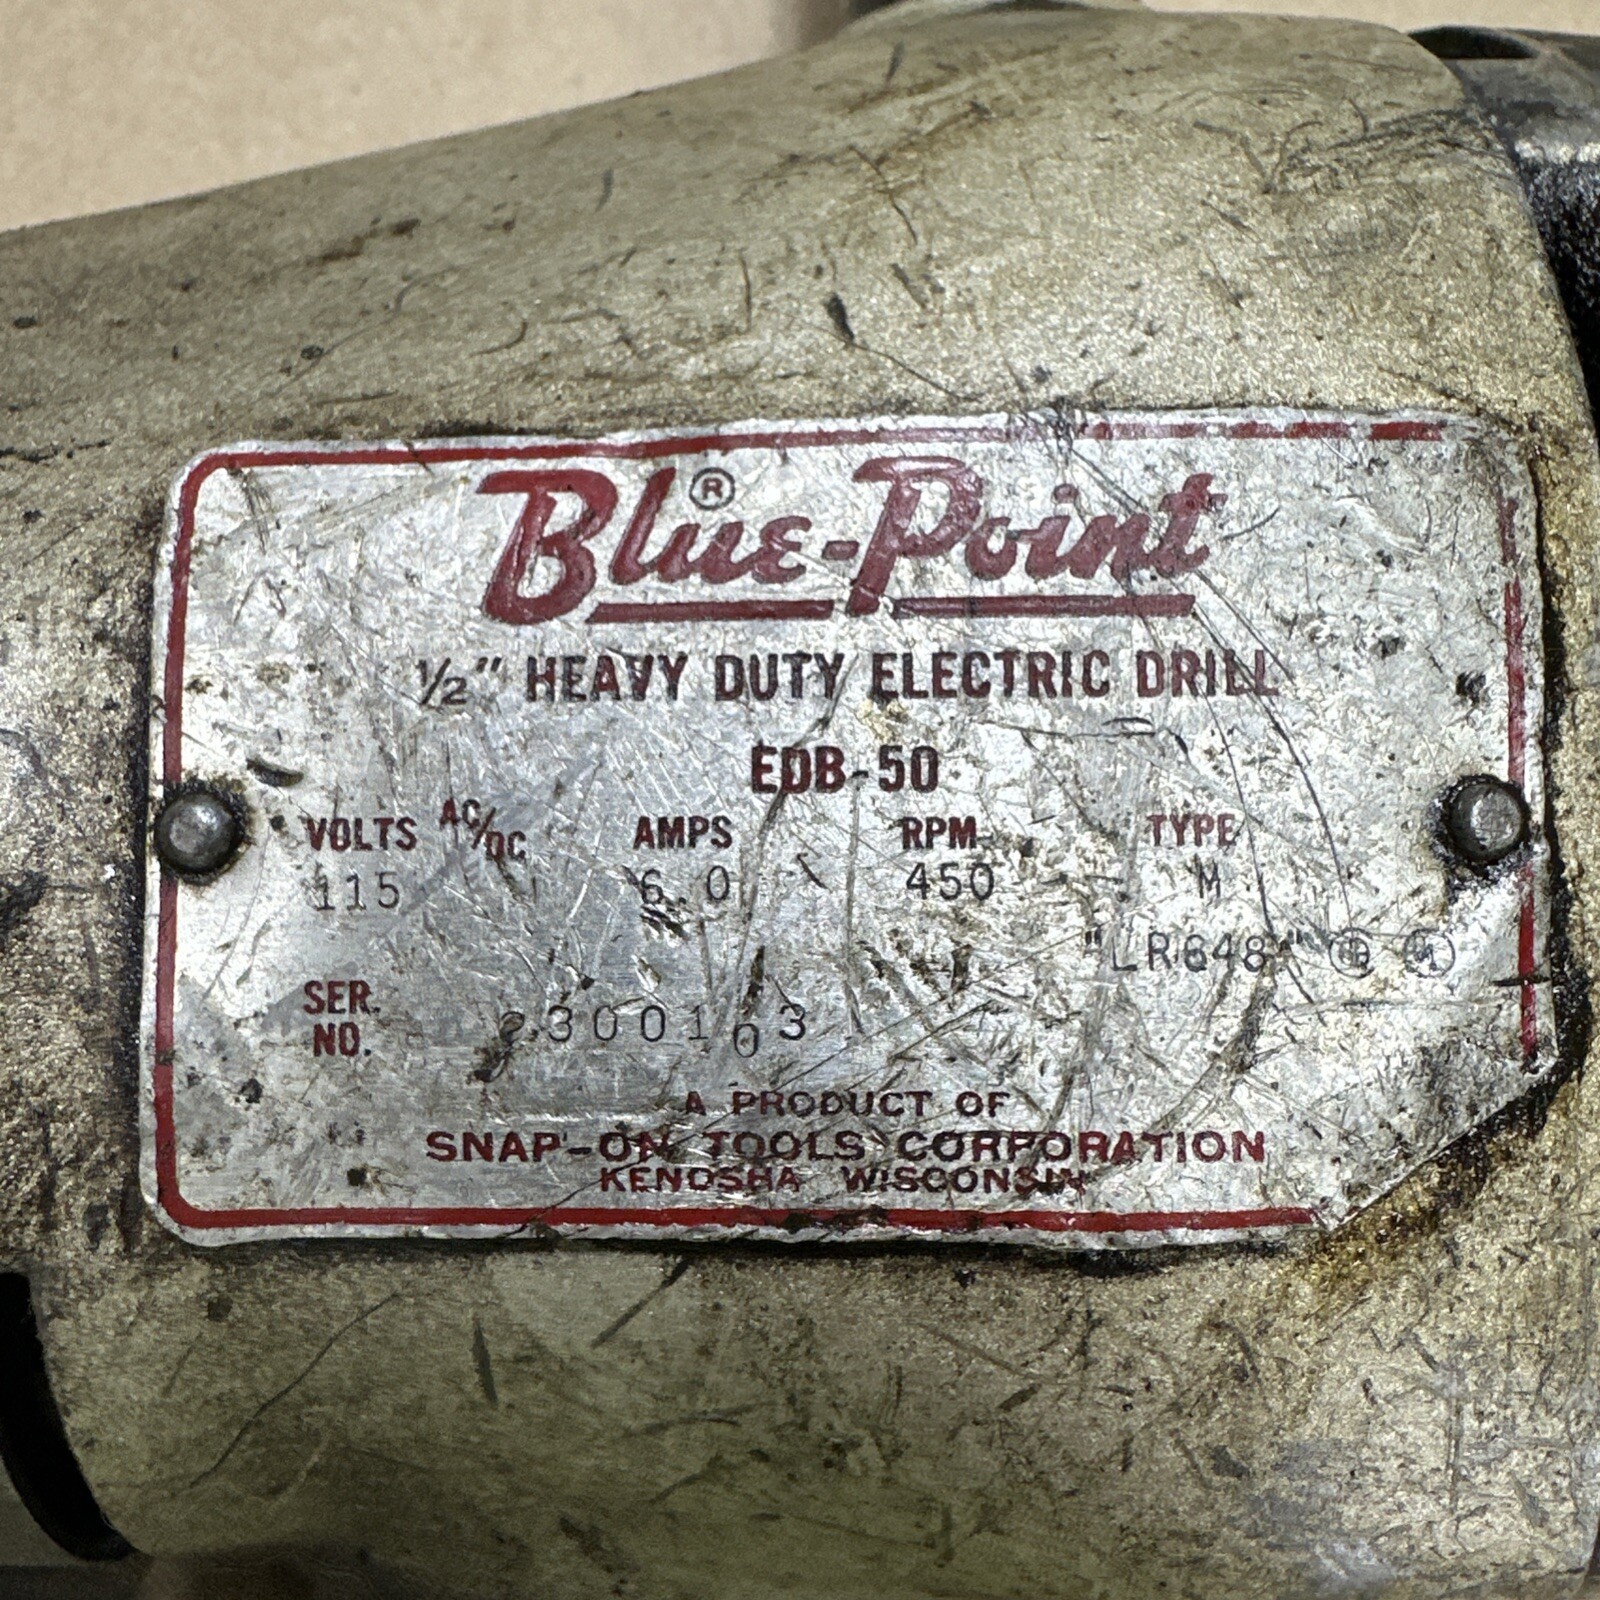 Blue-Point®
1/2" HEAVY DUTY ELECTRIC DRILL
EDB-50
VOLTS AC/DC AMPS RPM TYPE
115 6.0 450 M
"LR648"
SER. NO.
A PRODUCT OF
SNAP-ON TOOLS CORPORATION
KENOSHA WISCONSIN